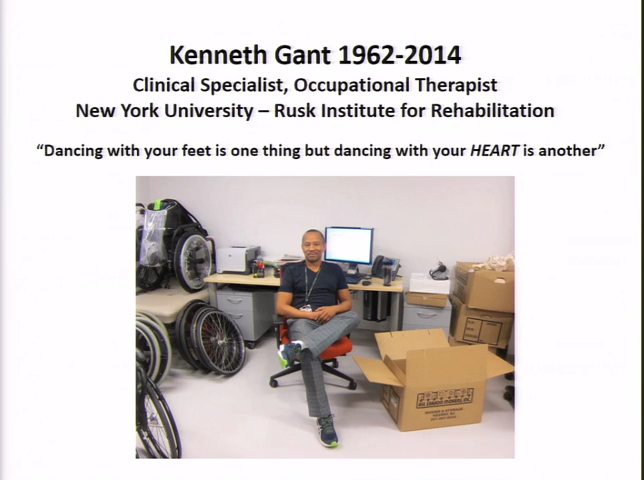 Kenneth Gant 1962-2014
Clinical Specialist, Occupational Therapist
New York University – Rusk Institute for Rehabilitation
“Dancing with your feet is one thing but dancing with your HEART is another”